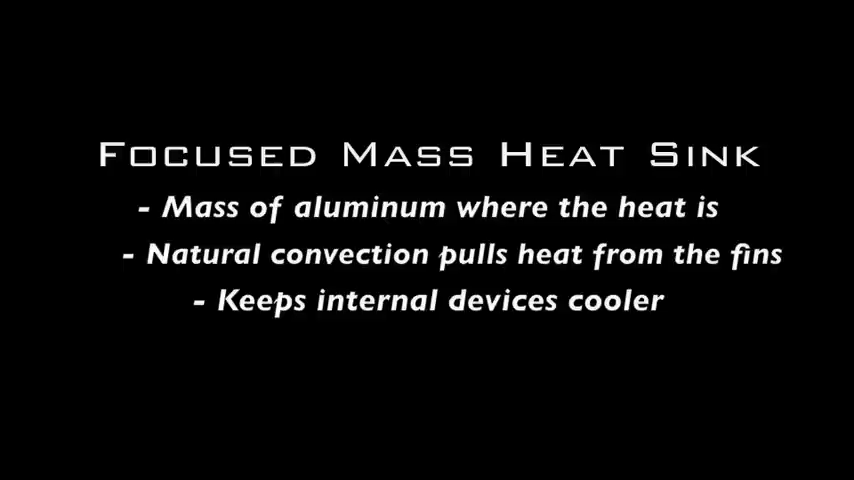 Focused Mass Heat Sink
- Mass of aluminum where the heat is
- Natural convection pulls heat from the fins
- Keeps internal devices cooler